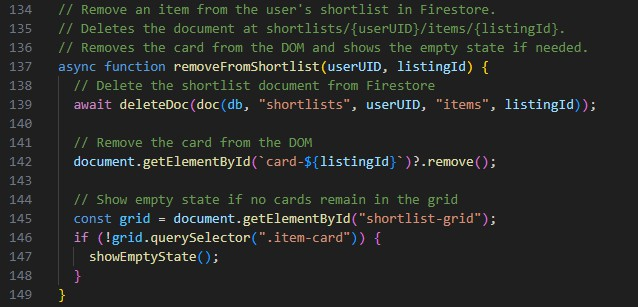 134 // Remove an item from the user's shortlist in Firestore.
135 // Deletes the document at shortlists/{userUID}/items/{listingId}.
136 // Removes the card from the DOM and shows the empty state if needed.
137 async function removeFromShortlist(userUID, listingId) {
138   // Delete the shortlist document from Firestore
139   await deleteDoc(doc(db, "shortlists", userUID, "items", listingId));
140
141   // Remove the card from the DOM
142   document.getElementById(`card-${listingId}`)?.remove();
143
144   // Show empty state if no cards remain in the grid
145   const grid = document.getElementById("shortlist-grid");
146   if (!grid.querySelector(".item-card")) {
147     showEmptyState();
148   }
149 }